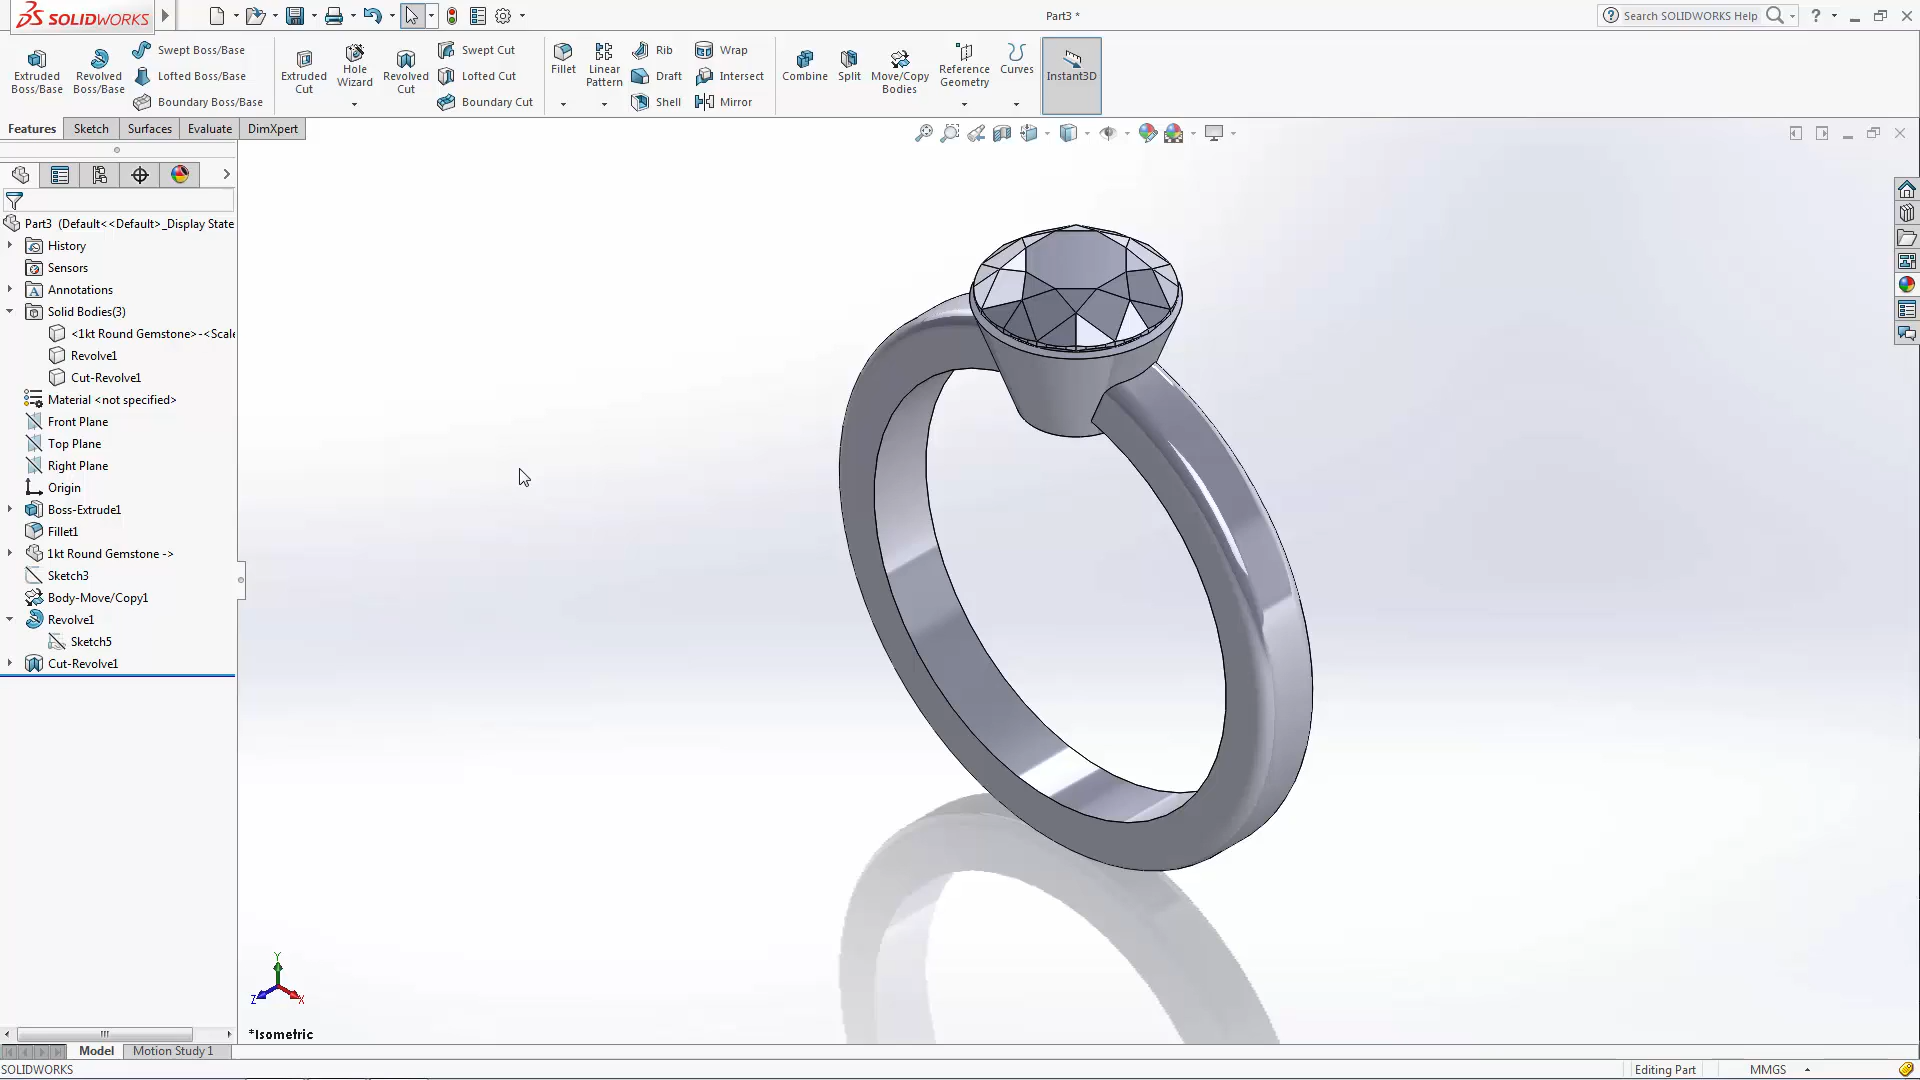 SOLIDWORKS
Part3 *
Search SOLIDWORKS Help
Extruded Boss/Base
Revolved Boss/Base
Swept Boss/Base
Lofted Boss/Base
Boundary Boss/Base
Extruded Cut
Hole Wizard
Revolved Cut
Swept Cut
Lofted Cut
Boundary Cut
Fillet
Linear Pattern
Rib
Draft
Shell
Wrap
Intersect
Mirror
Combine
Split
Move/Copy Bodies
Reference Geometry
Curves
Instant3D
Features
Sketch
Surfaces
Evaluate
DimXpert
Part3 (Default<<Default>_Display State
History
Sensors
Annotations
Solid Bodies(3)
<1kt Round Gemstone>-<Scale
Revolve1
Cut-Revolve1
Material <not specified>
Front Plane
Top Plane
Right Plane
Origin
Boss-Extrude1
Fillet1
1kt Round Gemstone ->
Sketch3
Body-Move/Copy1
Revolve1
Sketch5
Cut-Revolve1
Y
Z
X
*Isometric
Model
Motion Study 1
SOLIDWORKS
Editing Part
MMGS